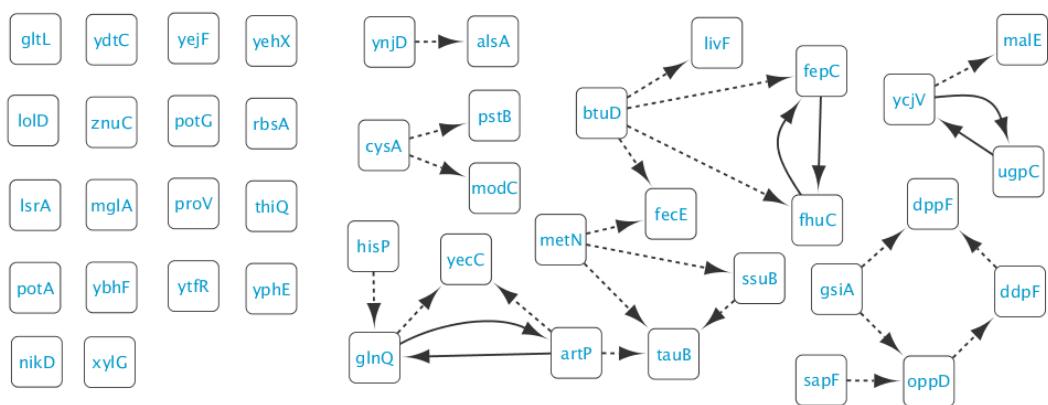 gltL
ydtC
yejF
yehX
lolD
znuC
potG
rbsA
lsrA
mglA
proV
thiQ
potA
ybhF
ytfR
yphE
nikD
xylG
ynjD
alsA
cysA
pstB
modC
hisP
yecC
glnQ
artP
livF
btuD
fepC
fecE
fhuC
metN
ssuB
tauB
malE
ycjV
ugpC
dppF
gsiA
ddpF
sapF
oppD